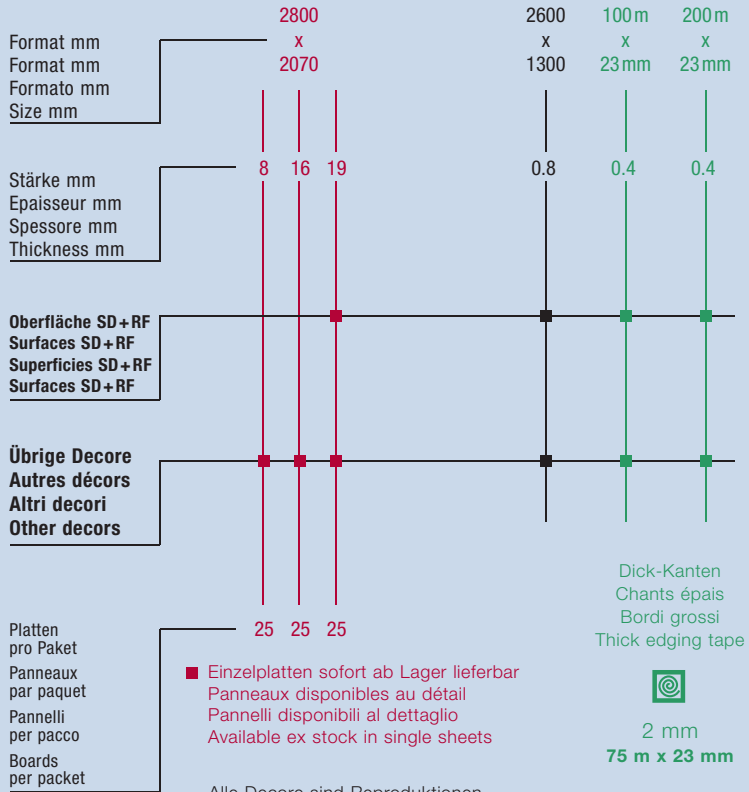 2800 2600 100 m 200 m
Format mm x x x x
Format mm 2070 1300 23 mm 23 mm
Formato mm
Size mm
8 16 19 0.8 0.4 0.4
Stärke mm
Epaisseur mm
Spessore mm
Thickness mm
Oberfläche SD+RF
Surfaces SD+RF
Superficies SD+RF
Surfaces SD+RF
Übrige Decore
Autres décors
Altri decori
Other decors
Dick-Kanten
Chants épais
Bordi grossi
Thick edging tape
2 mm
75 m x 23 mm
Platten
pro Paket
Panneaux
par paquet
Pannelli
per pacco
Boards
per packet
25 25 25
Einzelplatten sofort ab Lager lieferbar
Panneaux disponibles au détail
Pannelli disponibili al dettaglio
Available ex stock in single sheets
Alle Decore sind Reproduktionen